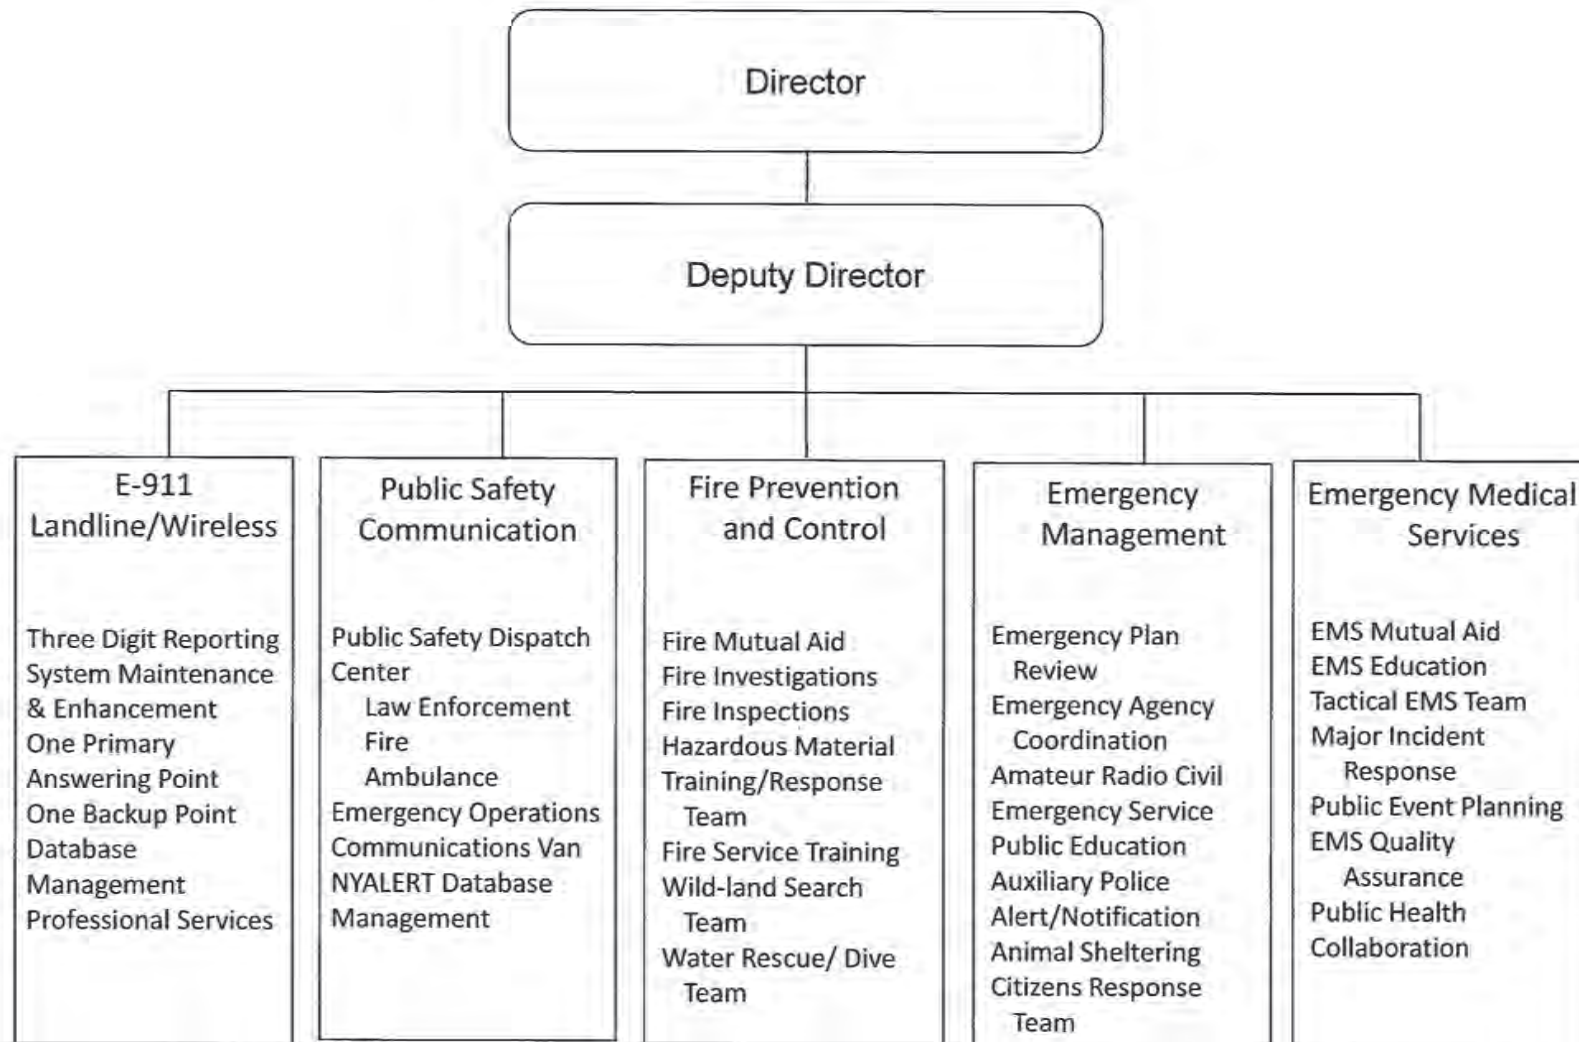 Director
Deputy Director
E-911
Landline/Wireless
Three Digit Reporting
System Maintenance
& Enhancement
One Primary
Answering Point
One Backup Point
Database
Management
Professional Services
Public Safety
Communication
Public Safety Dispatch
Center
Law Enforcement
Fire
Ambulance
Emergency Operations
Communications Van
NYALERT Database
Management
Fire Prevention
and Control
Fire Mutual Aid
Fire Investigations
Fire Inspections
Hazardous Material
Training/Response
Team
Fire Service Training
Wild-land Search
Team
Water Rescue/ Dive
Team
Emergency
Management
Emergency Plan
Review
Emergency Agency
Coordination
Amateur Radio Civil
Emergency Service
Public Education
Auxiliary Police
Alert/Notification
Animal Sheltering
Citizens Response
Team
Emergency Medical
Services
EMS Mutual Aid
EMS Education
Tactical EMS Team
Major Incident
Response
Public Event Planning
EMS Quality
Assurance
Public Health
Collaboration